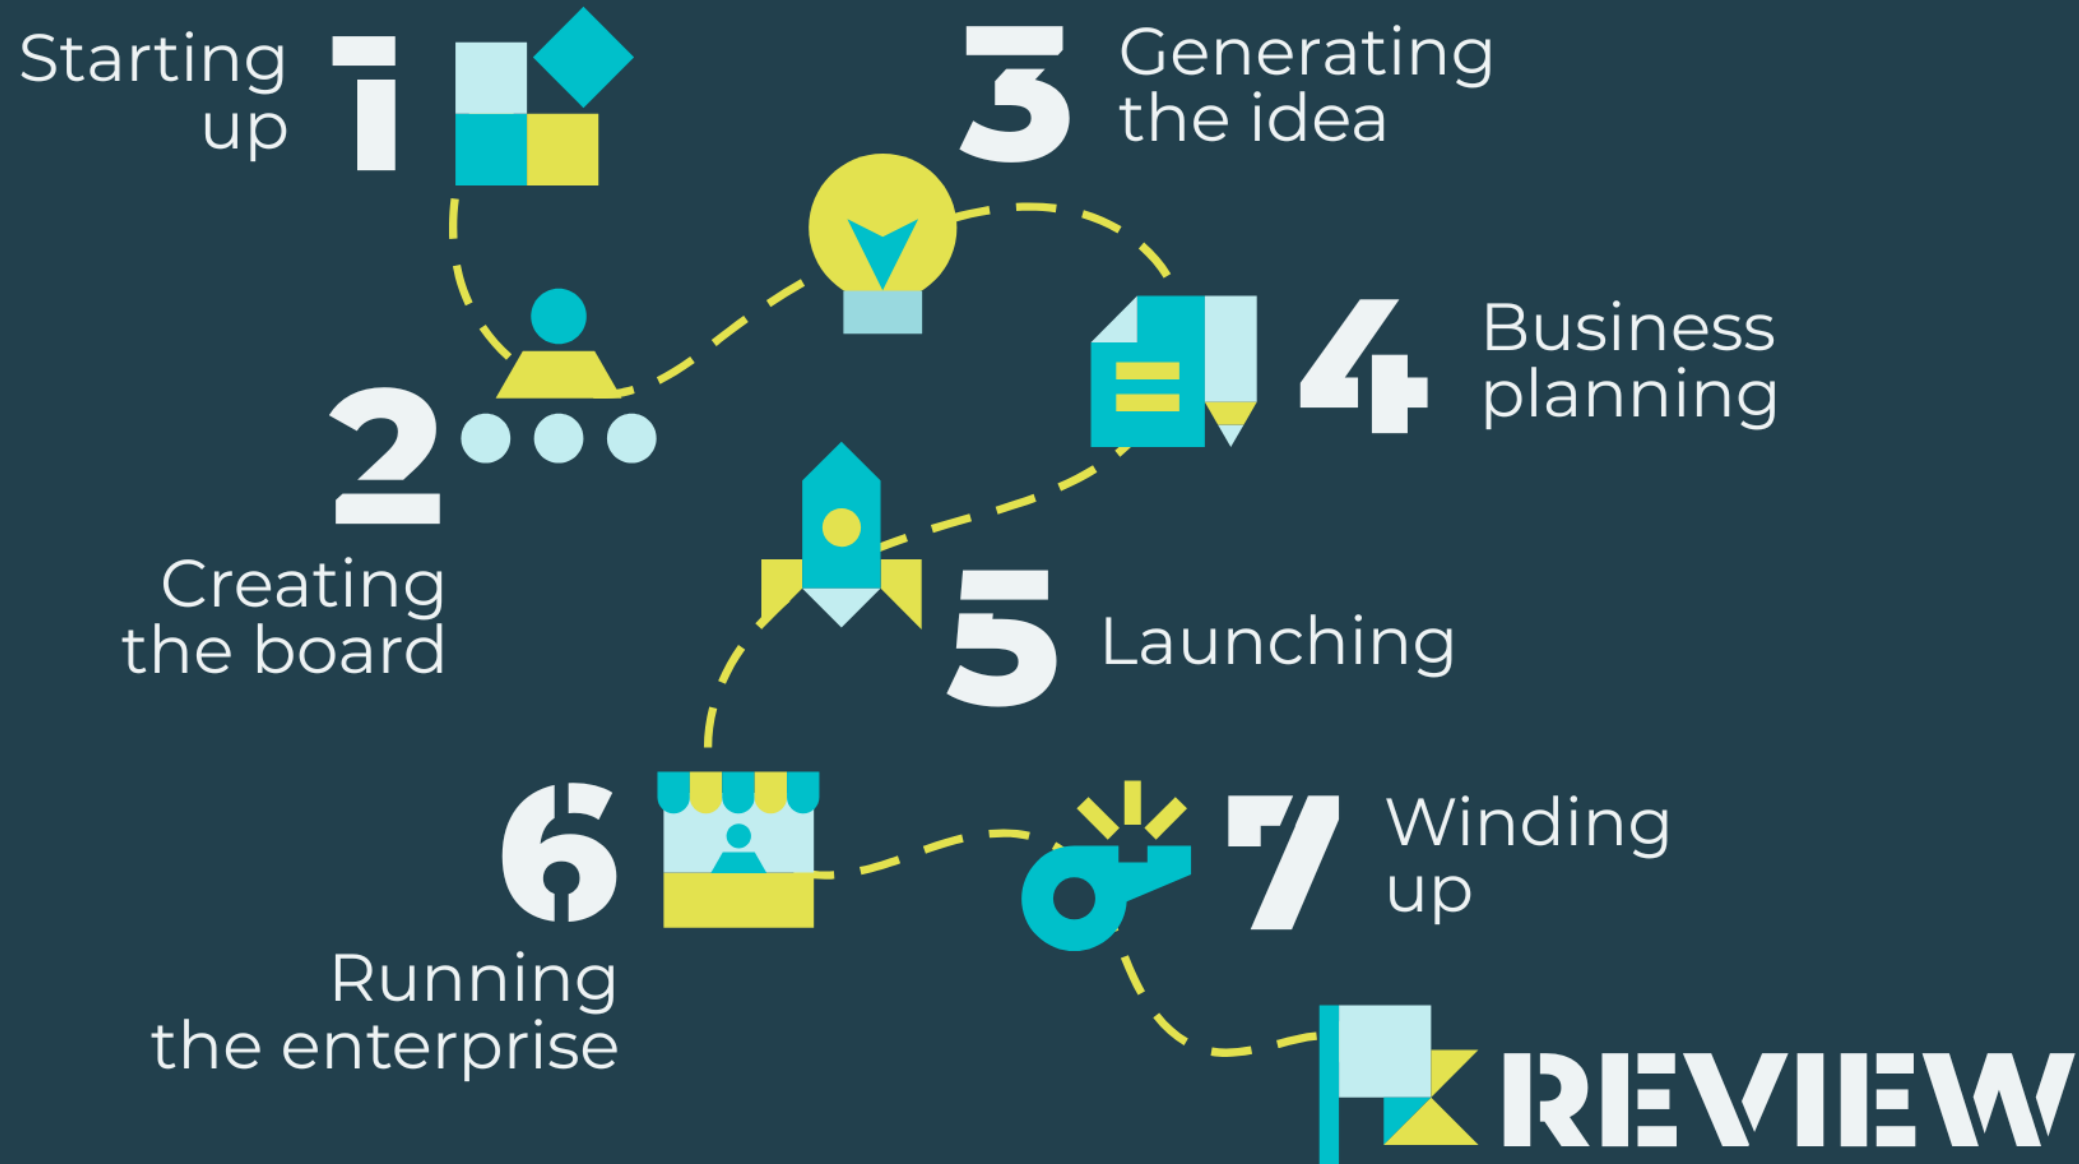 Starting
up
1
2
Creating
the board
3
Generating
the idea
4
Business
planning
5
Launching
6
Running
the enterprise
7
Winding
up
REVIEW